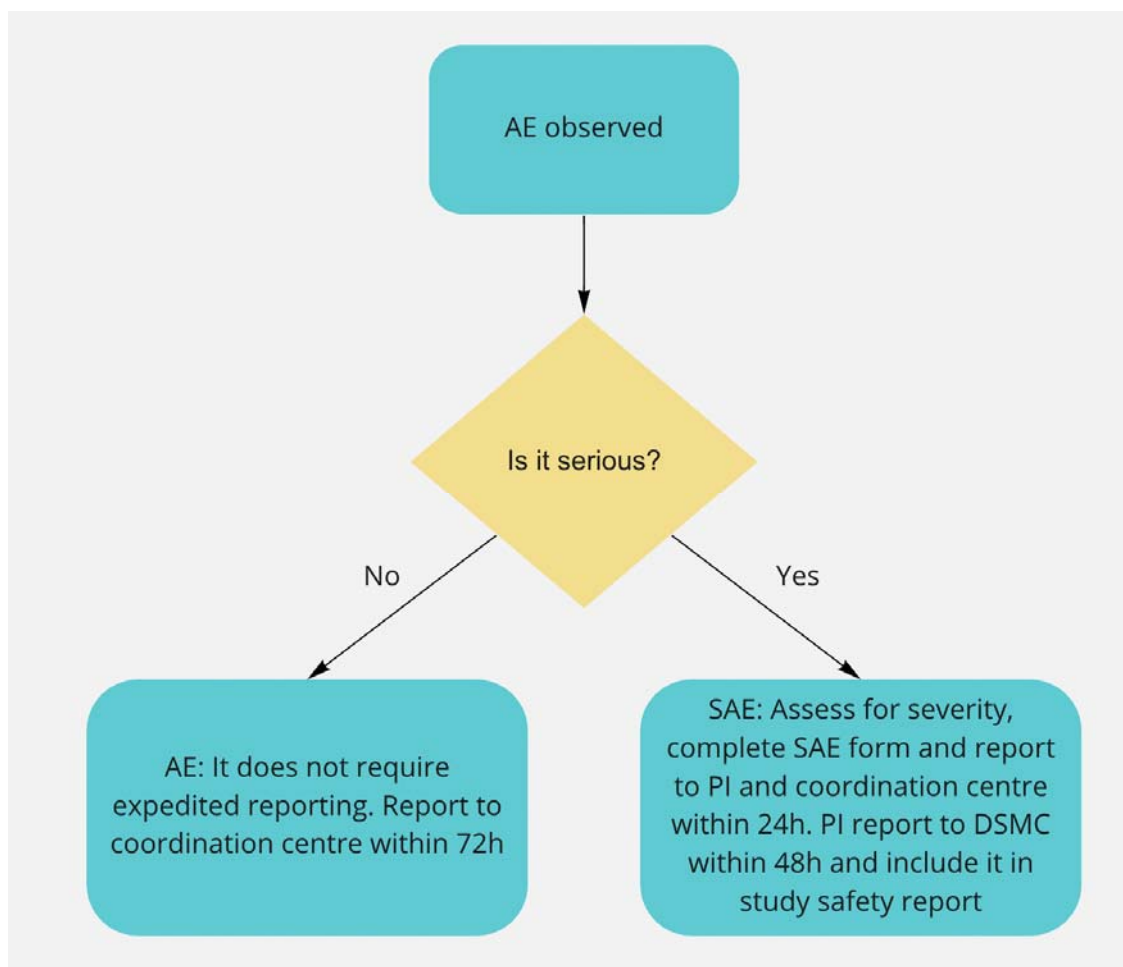 AE observed
Is it serious?
No
Yes
AE: It does not require
expedited reporting. Report to
coordination centre within 72h
SAE: Assess for severity,
complete SAE form and report
to PI and coordination centre
within 24h. PI report to DSMC
within 48h and include it in
study safety report